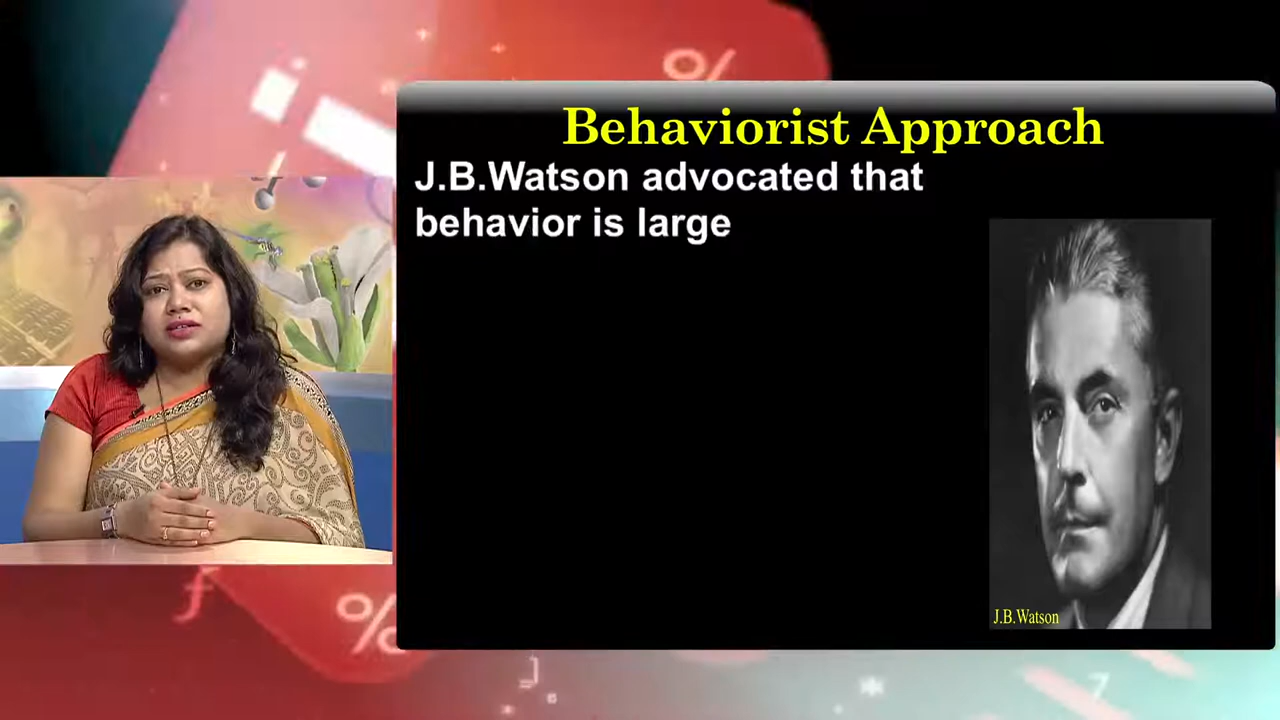 Behaviorist Approach
J.B.Watson advocated that
behavior is large
J.B.Watson